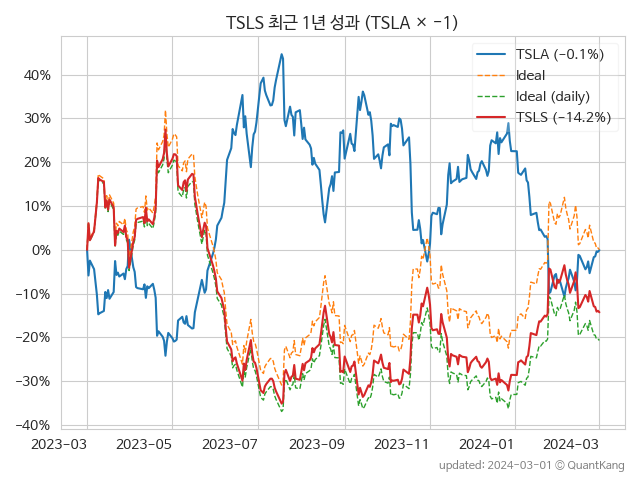 TSLS 최근 1년 성과 (TSLA × −1)
TSLA (−0.1%)
Ideal
Ideal (daily)
TSLS (−14.2%)
40%
30%
20%
10%
0%
−10%
−20%
−30%
−40%
2023-03
2023-05
2023-07
2023-09
2023-11
2024-01
2024-03
updated: 2024-03-01 © QuantKang